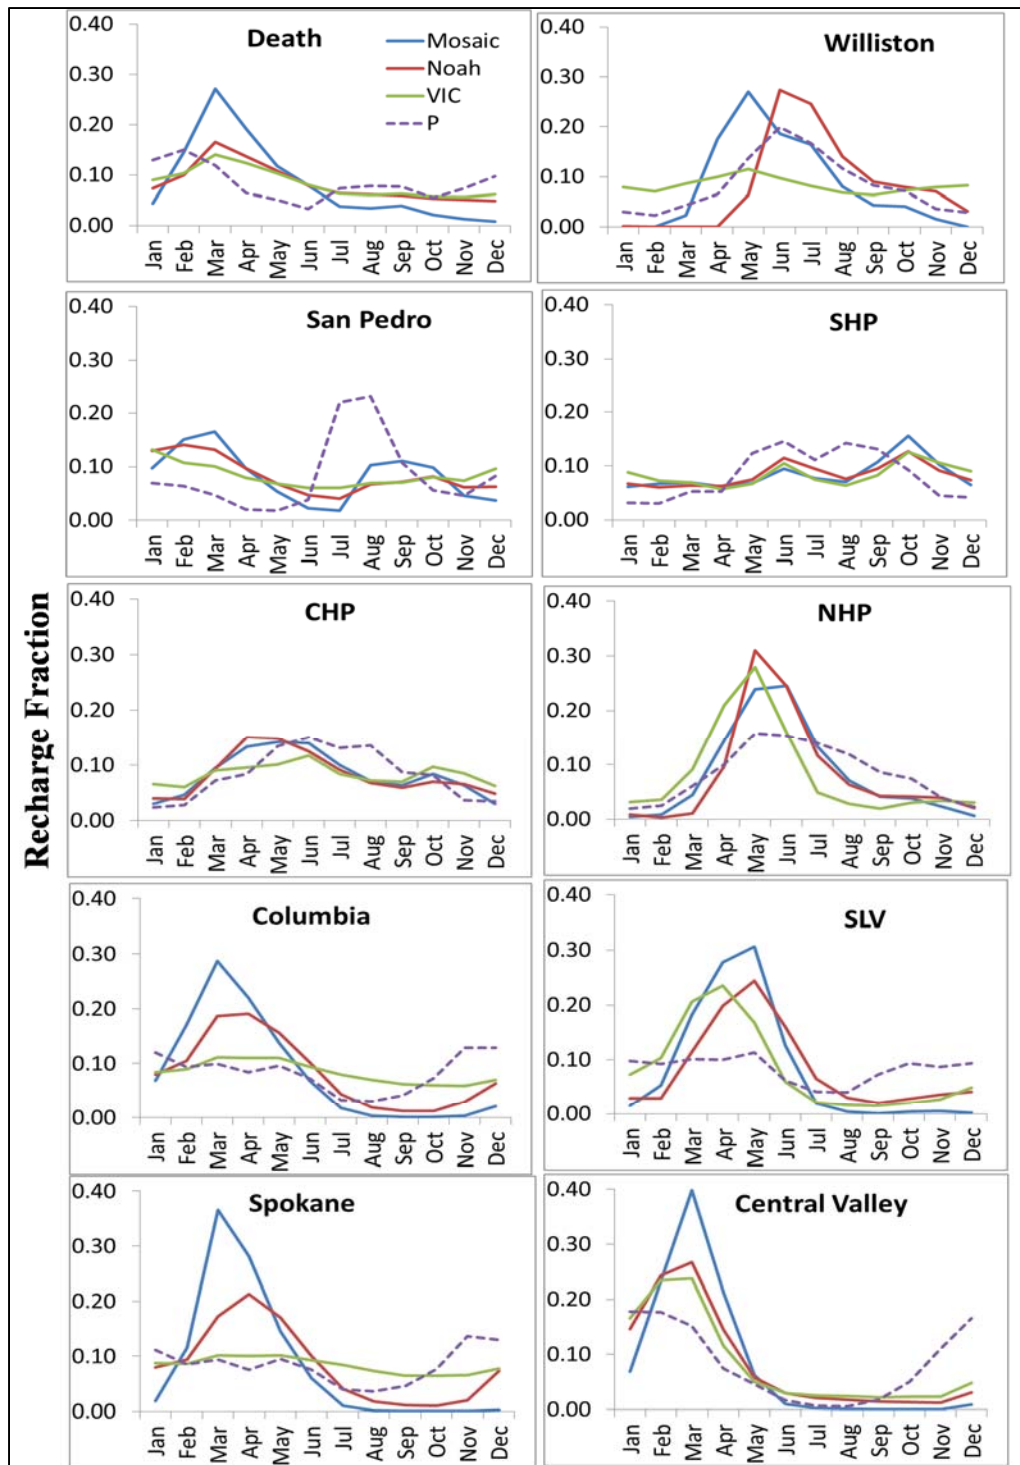 Recharge Fraction
Death
Mosaic
Noah
VIC
P
0.40
0.30
0.20
0.10
0.00
Jan
Feb
Mar
Apr
May
Jun
Jul
Aug
Sep
Oct
Nov
Dec
Williston
0.40
0.30
0.20
0.10
0.00
Jan
Feb
Mar
Apr
May
Jun
Jul
Aug
Sep
Oct
Nov
Dec
San Pedro
0.40
0.30
0.20
0.10
0.00
Jan
Feb
Mar
Apr
May
Jun
Jul
Aug
Sep
Oct
Nov
Dec
SHP
0.40
0.30
0.20
0.10
0.00
Jan
Feb
Mar
Apr
May
Jun
Jul
Aug
Sep
Oct
Nov
Dec
CHP
0.40
0.30
0.20
0.10
0.00
Jan
Feb
Mar
Apr
May
Jun
Jul
Aug
Sep
Oct
Nov
Dec
NHP
0.40
0.30
0.20
0.10
0.00
Jan
Feb
Mar
Apr
May
Jun
Jul
Aug
Sep
Oct
Nov
Dec
Columbia
0.40
0.30
0.20
0.10
0.00
Jan
Feb
Mar
Apr
May
Jun
Jul
Aug
Sep
Oct
Nov
Dec
SLV
0.40
0.30
0.20
0.10
0.00
Jan
Feb
Mar
Apr
May
Jun
Jul
Aug
Sep
Oct
Nov
Dec
Spokane
0.40
0.30
0.20
0.10
0.00
Jan
Feb
Mar
Apr
May
Jun
Jul
Aug
Sep
Oct
Nov
Dec
Central Valley
0.40
0.30
0.20
0.10
0.00
Jan
Feb
Mar
Apr
May
Jun
Jul
Aug
Sep
Oct
Nov
Dec